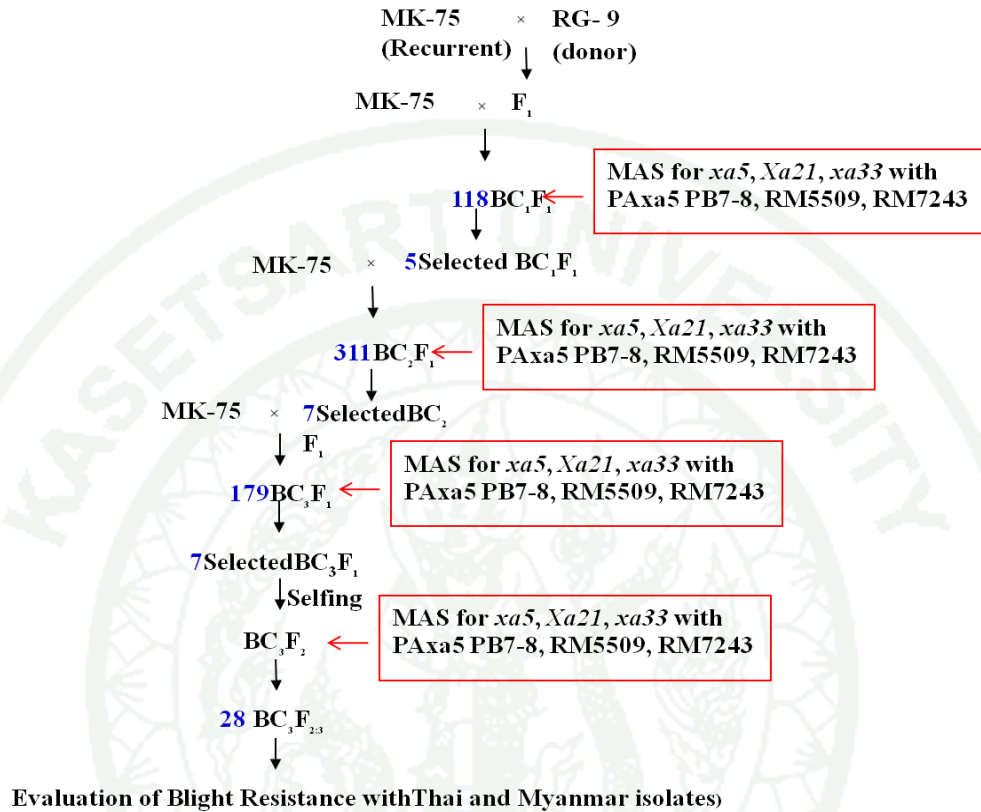 MK-75 × RG- 9
(Recurrent) (donor)
MK-75 × F₁
118BC₁F₁
MAS for xa5, Xa21, xa33 with
PAxa5 PB7-8, RM5509, RM7243
MK-75 × 5Selected BC₁F₁
311BC₂F₁
MAS for xa5, Xa21, xa33 with
PAxa5 PB7-8, RM5509, RM7243
MK-75 × 7SelectedBC₂
F₁
179BC₃F₁
MAS for xa5, Xa21, xa33 with
PAxa5 PB7-8, RM5509, RM7243
7SelectedBC₃F₁
Selfing
BC₃F₂
MAS for xa5, Xa21, xa33 with
PAxa5 PB7-8, RM5509, RM7243
28 BC₃F₂:₃
Evaluation of Blight Resistance withThai and Myanmar isolates)
KASETSART UNIVERSITY